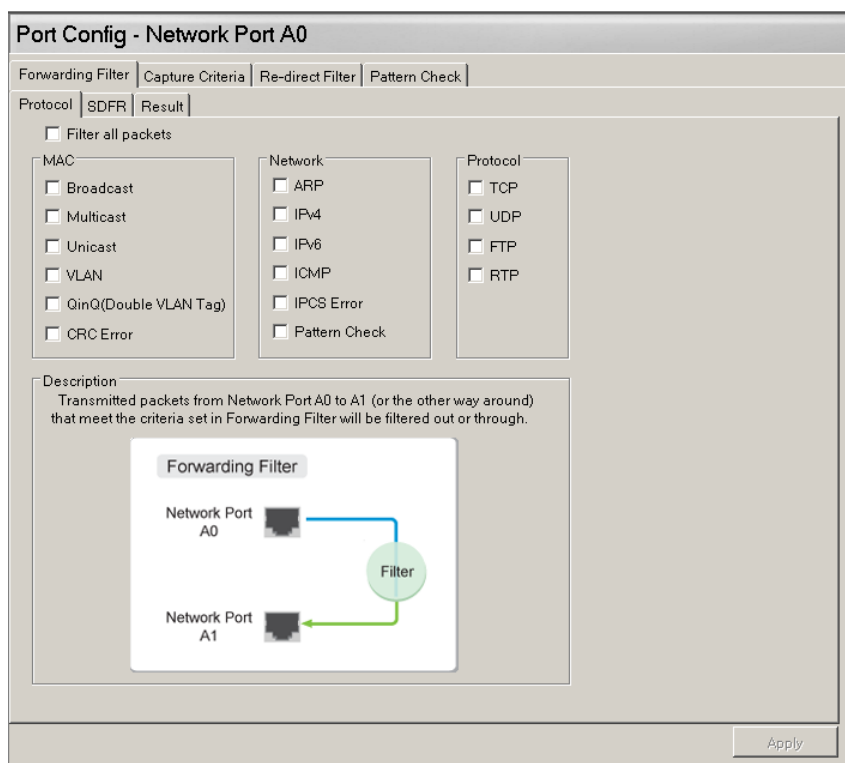 Port Config - Network Port A0
Forwarding Filter Capture Criteria Re-direct Filter Pattern Check
Protocol SDFR Result
Filter all packets
MAC
Broadcast
Multicast
Unicast
VLAN
QinQ(Double VLAN Tag)
CRC Error
Network
ARP
IPv4
IPv6
ICMP
IPCS Error
Pattern Check
Protocol
TCP
UDP
FTP
RTP
Description
Transmitted packets from Network Port A0 to A1 (or the other way around)
that meet the criteria set in Forwarding Filter will be filtered out or through.
Forwarding Filter
Network Port
A0
Filter
Network Port
A1
Apply